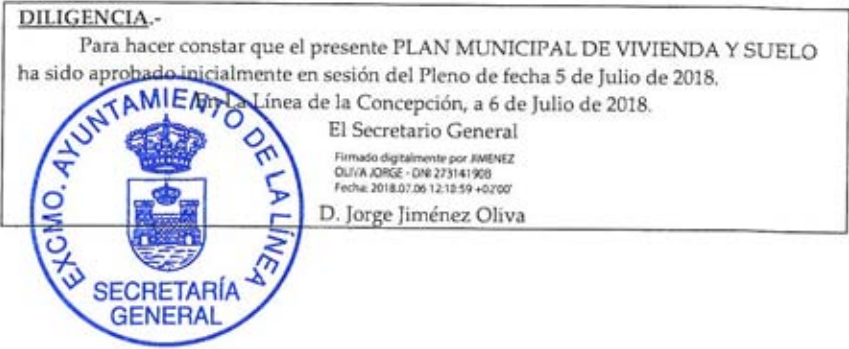 DILIGENCIA.-
Para hacer constar que el presente PLAN MUNICIPAL DE VIVIENDA Y SUELO
ha sido aprobado inicialmente en sesión del Pleno de fecha 5 de Julio de 2018.
En La Línea de la Concepción, a 6 de Julio de 2018.
El Secretario General
Firmado digitalmente por JIMENEZ
OLIVA JORGE - DNI 27314190B
Fecha: 2018.07.06 12:18:59 +02'00'
D. Jorge Jiménez Oliva
EXCMO. AYUNTAMIENTO DE LA LÍNEA
SECRETARÍA
GENERAL